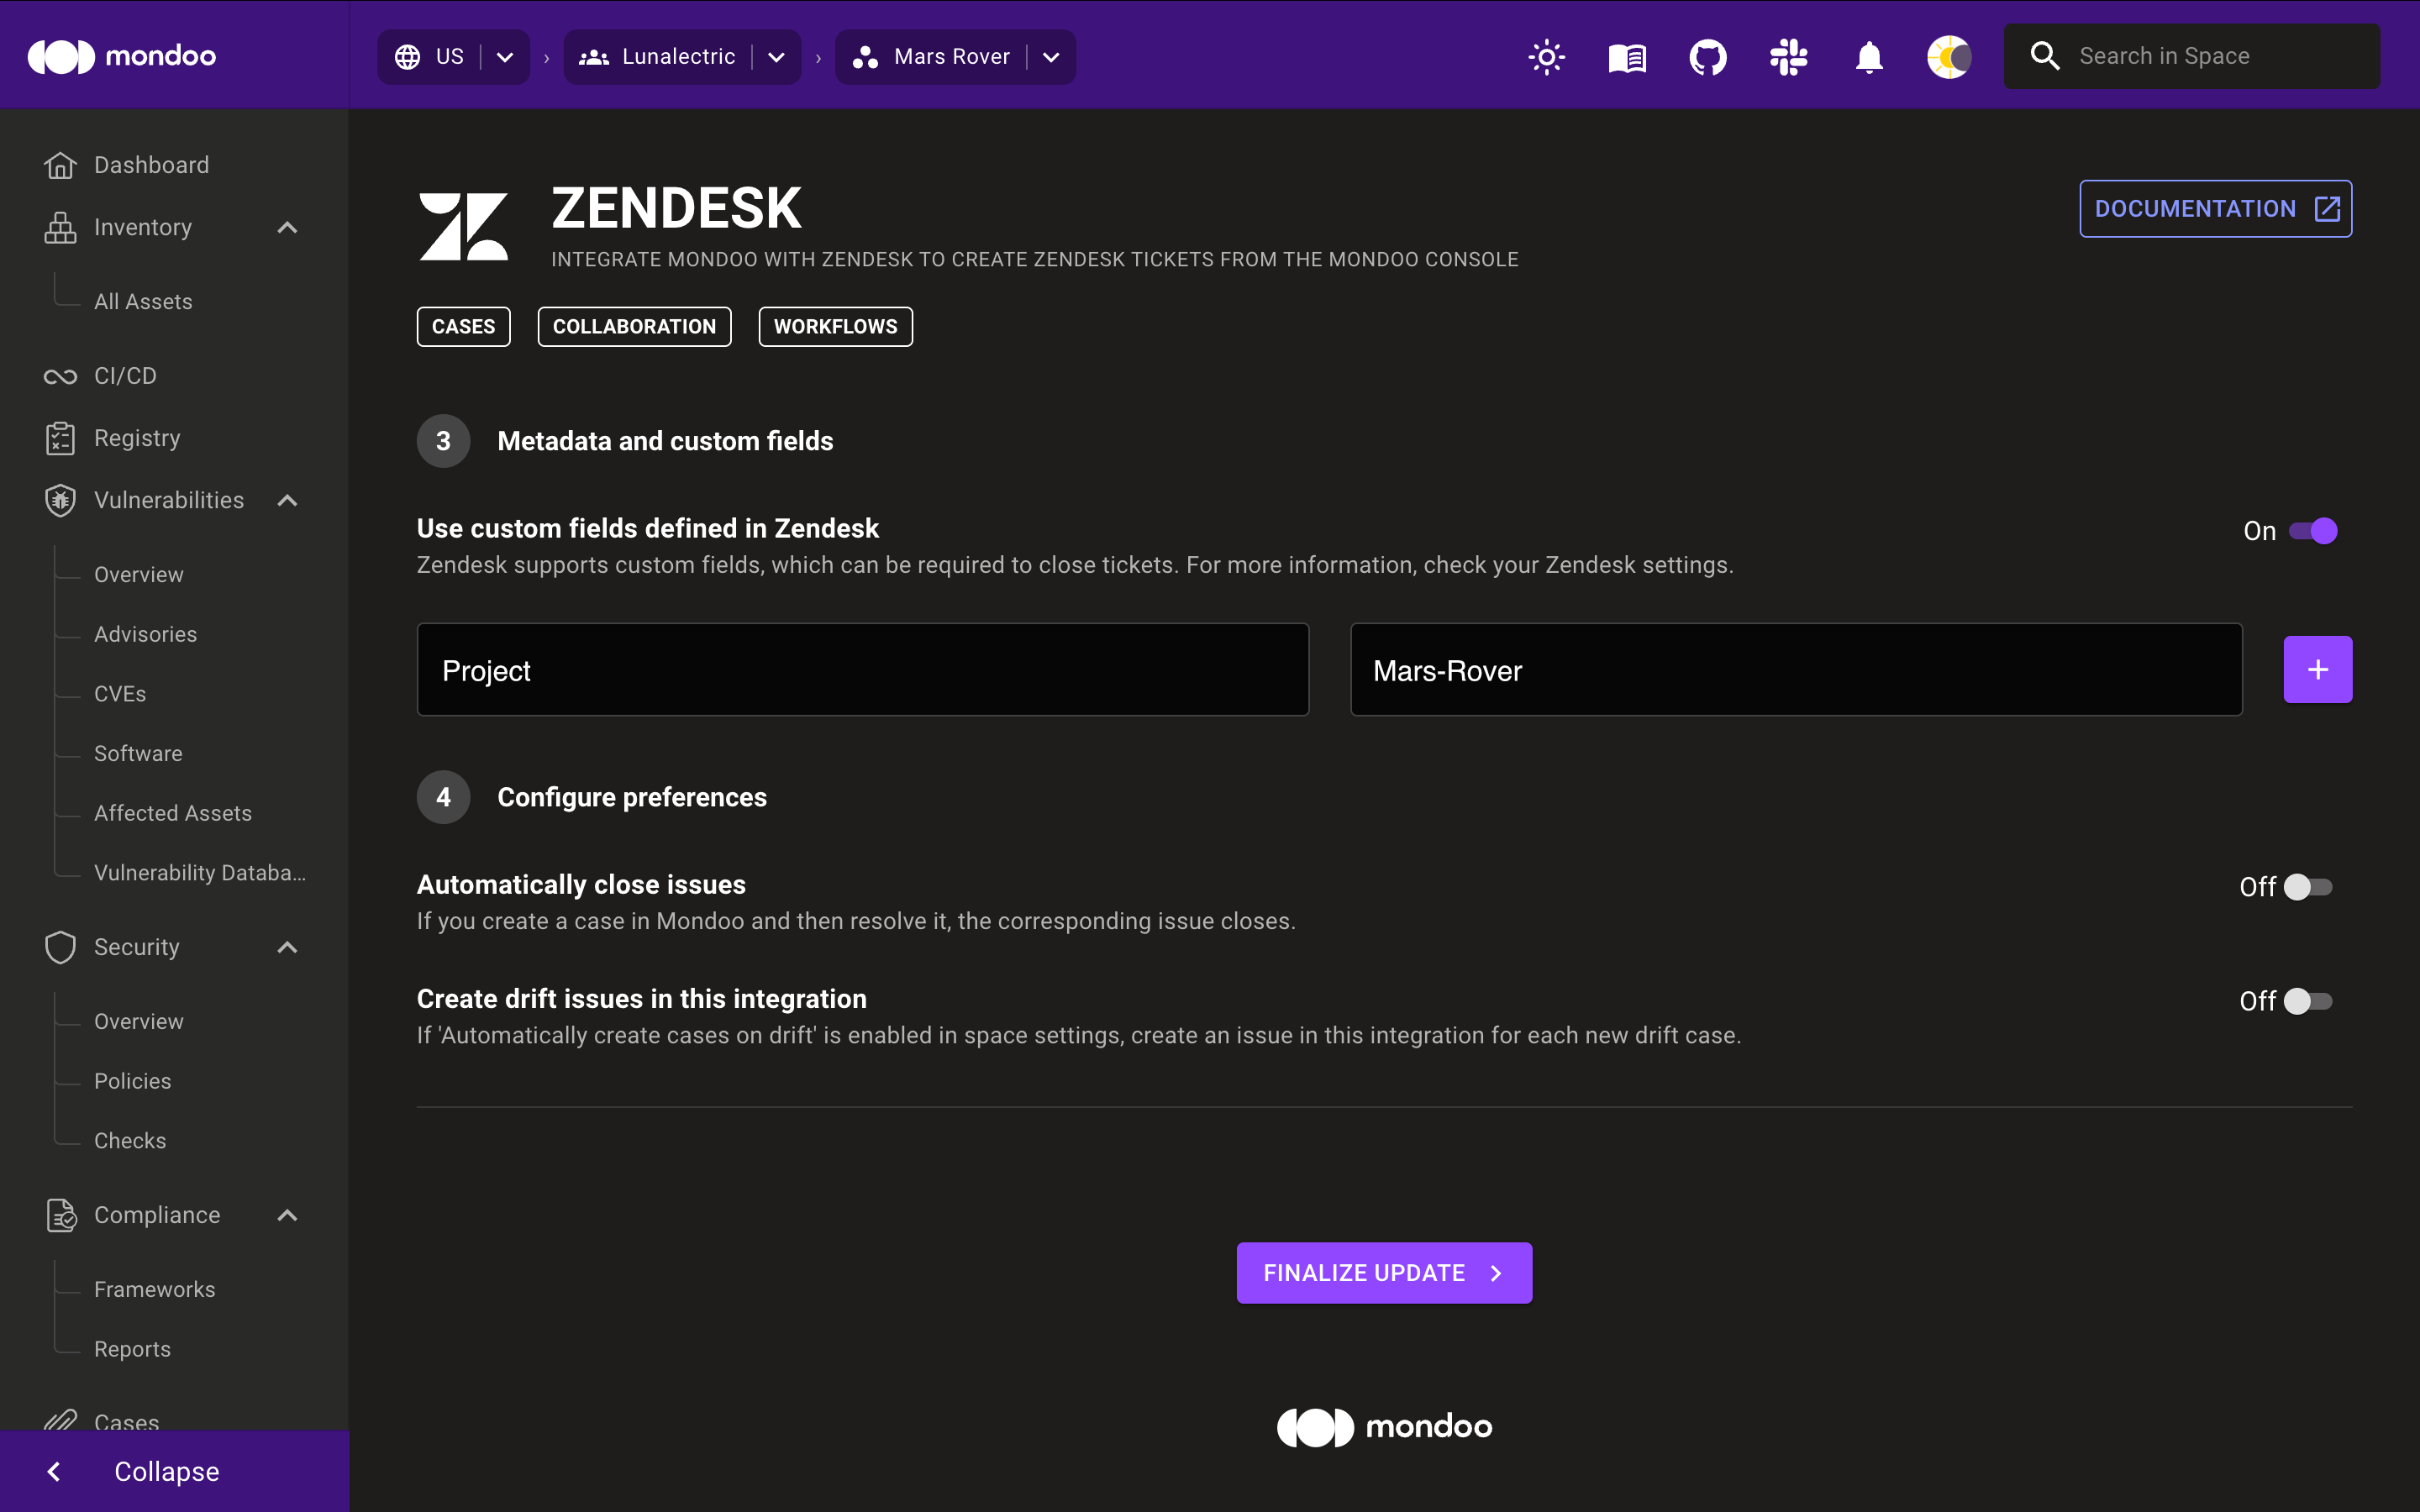 mondoo
US
Lunalectric
Mars Rover
Search in Space
Dashboard
Inventory
All Assets
CI/CD
Registry
Vulnerabilities
Overview
Advisories
CVEs
Software
Affected Assets
Vulnerability Databa...
Security
Overview
Policies
Checks
Compliance
Frameworks
Reports
Cases
Collapse
ZENDESK
INTEGRATE MONDOO WITH ZENDESK TO CREATE ZENDESK TICKETS FROM THE MONDOO CONSOLE
DOCUMENTATION
CASES
COLLABORATION
WORKFLOWS
3 Metadata and custom fields
Use custom fields defined in Zendesk
On
Zendesk supports custom fields, which can be required to close tickets. For more information, check your Zendesk settings.
Project
Mars-Rover
+
4 Configure preferences
Automatically close issues
Off
If you create a case in Mondoo and then resolve it, the corresponding issue closes.
Create drift issues in this integration
Off
If 'Automatically create cases on drift' is enabled in space settings, create an issue in this integration for each new drift case.
FINALIZE UPDATE
mondoo